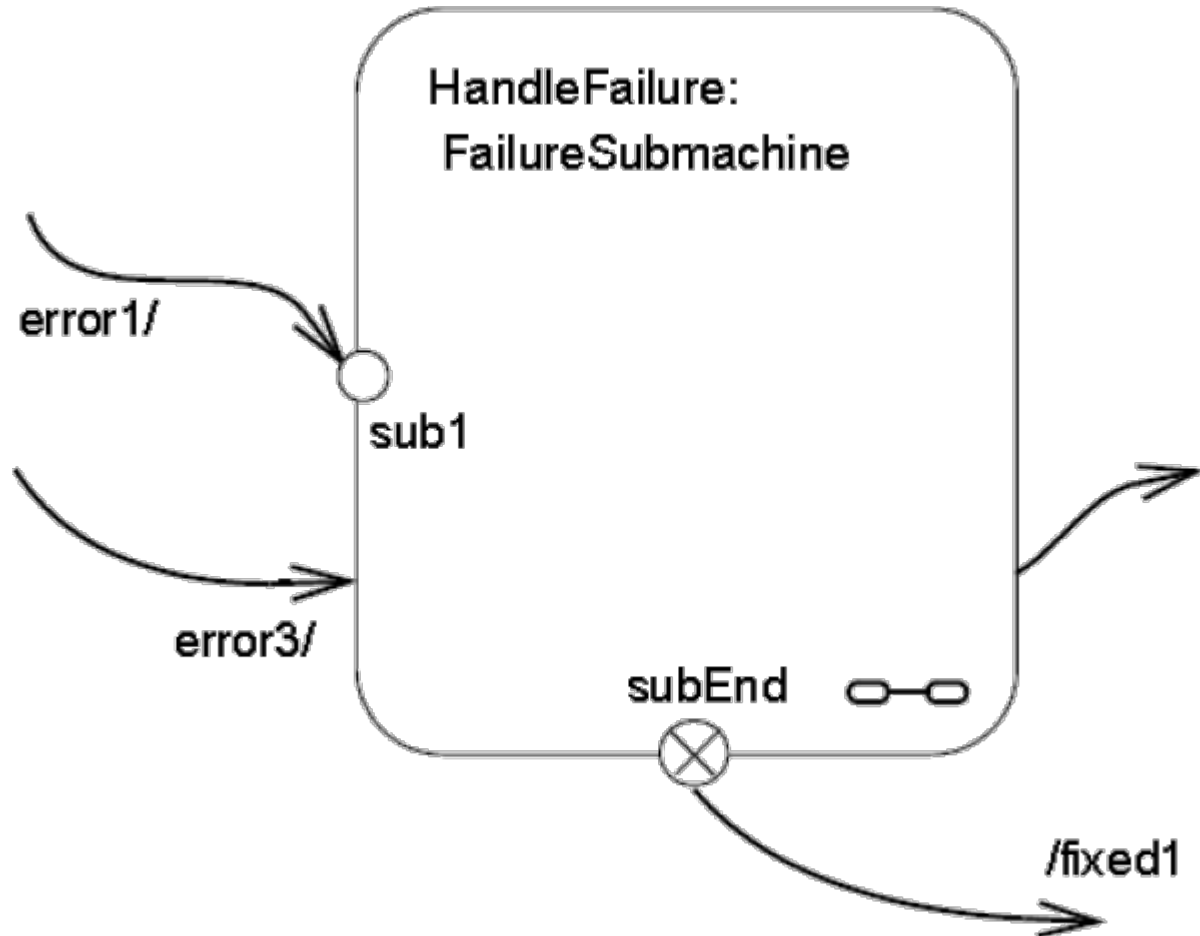 HandleFailure:
FailureSubmachine
error1/
sub1
error3/
subEnd
/fixed1